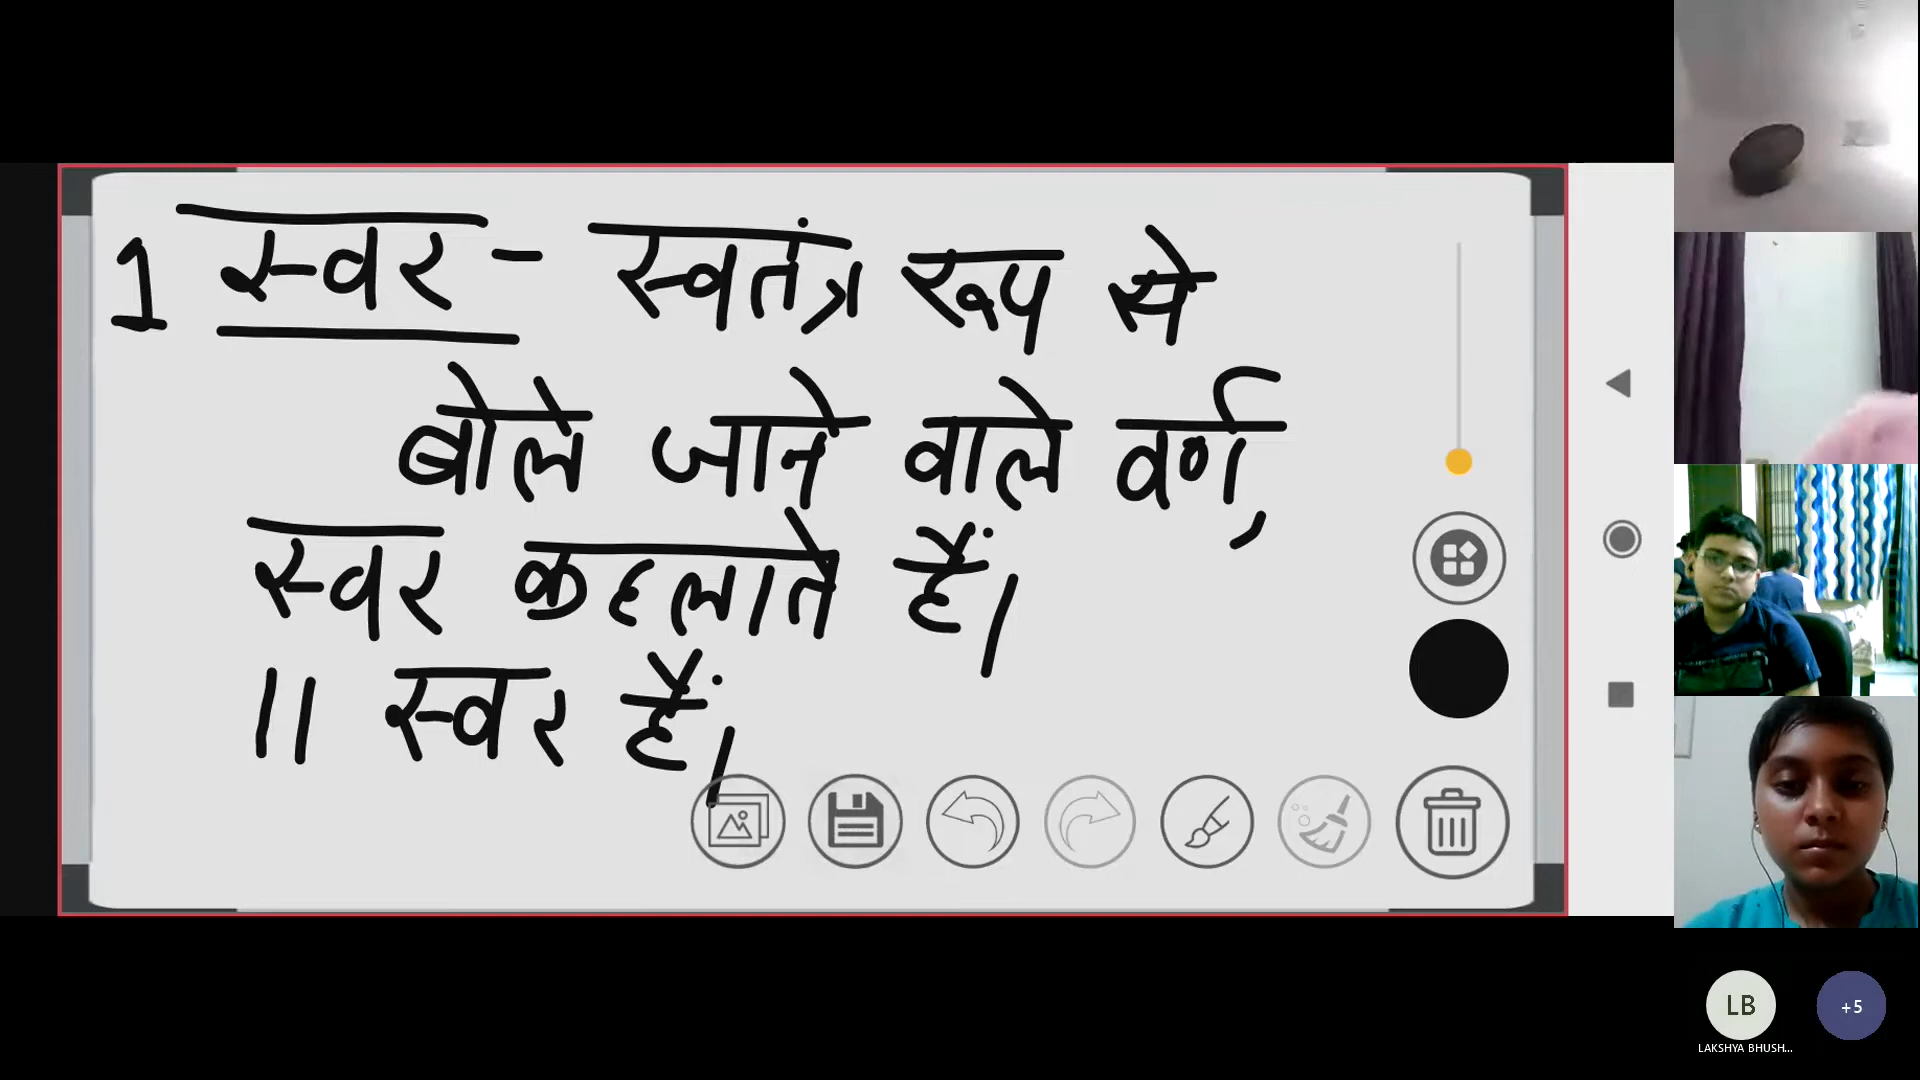 1 स्वर - स्वतंत्र रूप से
बोले जाने वाले वर्ण,
स्वर कहलाते हैं।
11 स्वर हैं।
LB
+5
LAKSHYA BHUSH...